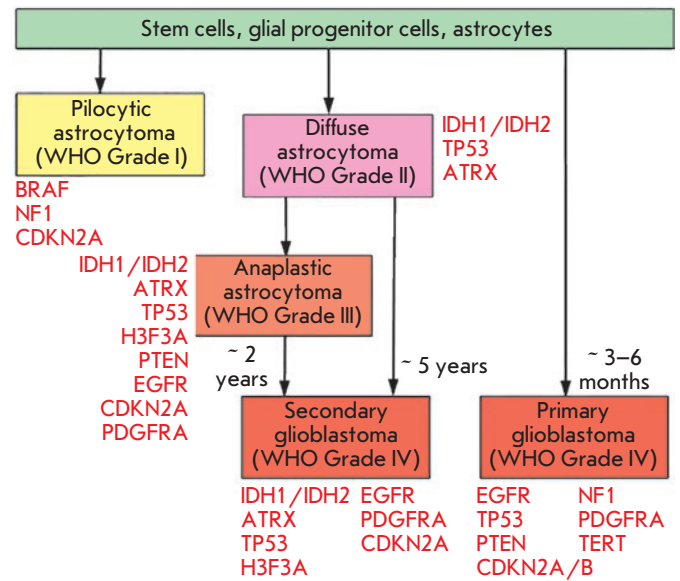 Stem cells, glial progenitor cells, astrocytes
Pilocytic
astrocytoma
(WHO Grade I)
BRAF
NF1
CDKN2A
Diffuse
astrocytoma
(WHO Grade II)
IDH1/IDH2
TP53
ATRX
IDH1/IDH2
ATRX
TP53
H3F3A
PTEN
EGFR
CDKN2A
PDGFRA
Anaplastic
astrocytoma
(WHO Grade III)
~ 2
years
~ 5 years
~ 3–6
months
Secondary
glioblastoma
(WHO Grade IV)
IDH1/IDH2 EGFR
ATRX PDGFRA
TP53 CDKN2A
H3F3A
Primary
glioblastoma
(WHO Grade IV)
EGFR NF1
TP53 PDGFRA
PTEN TERT
CDKN2A/B